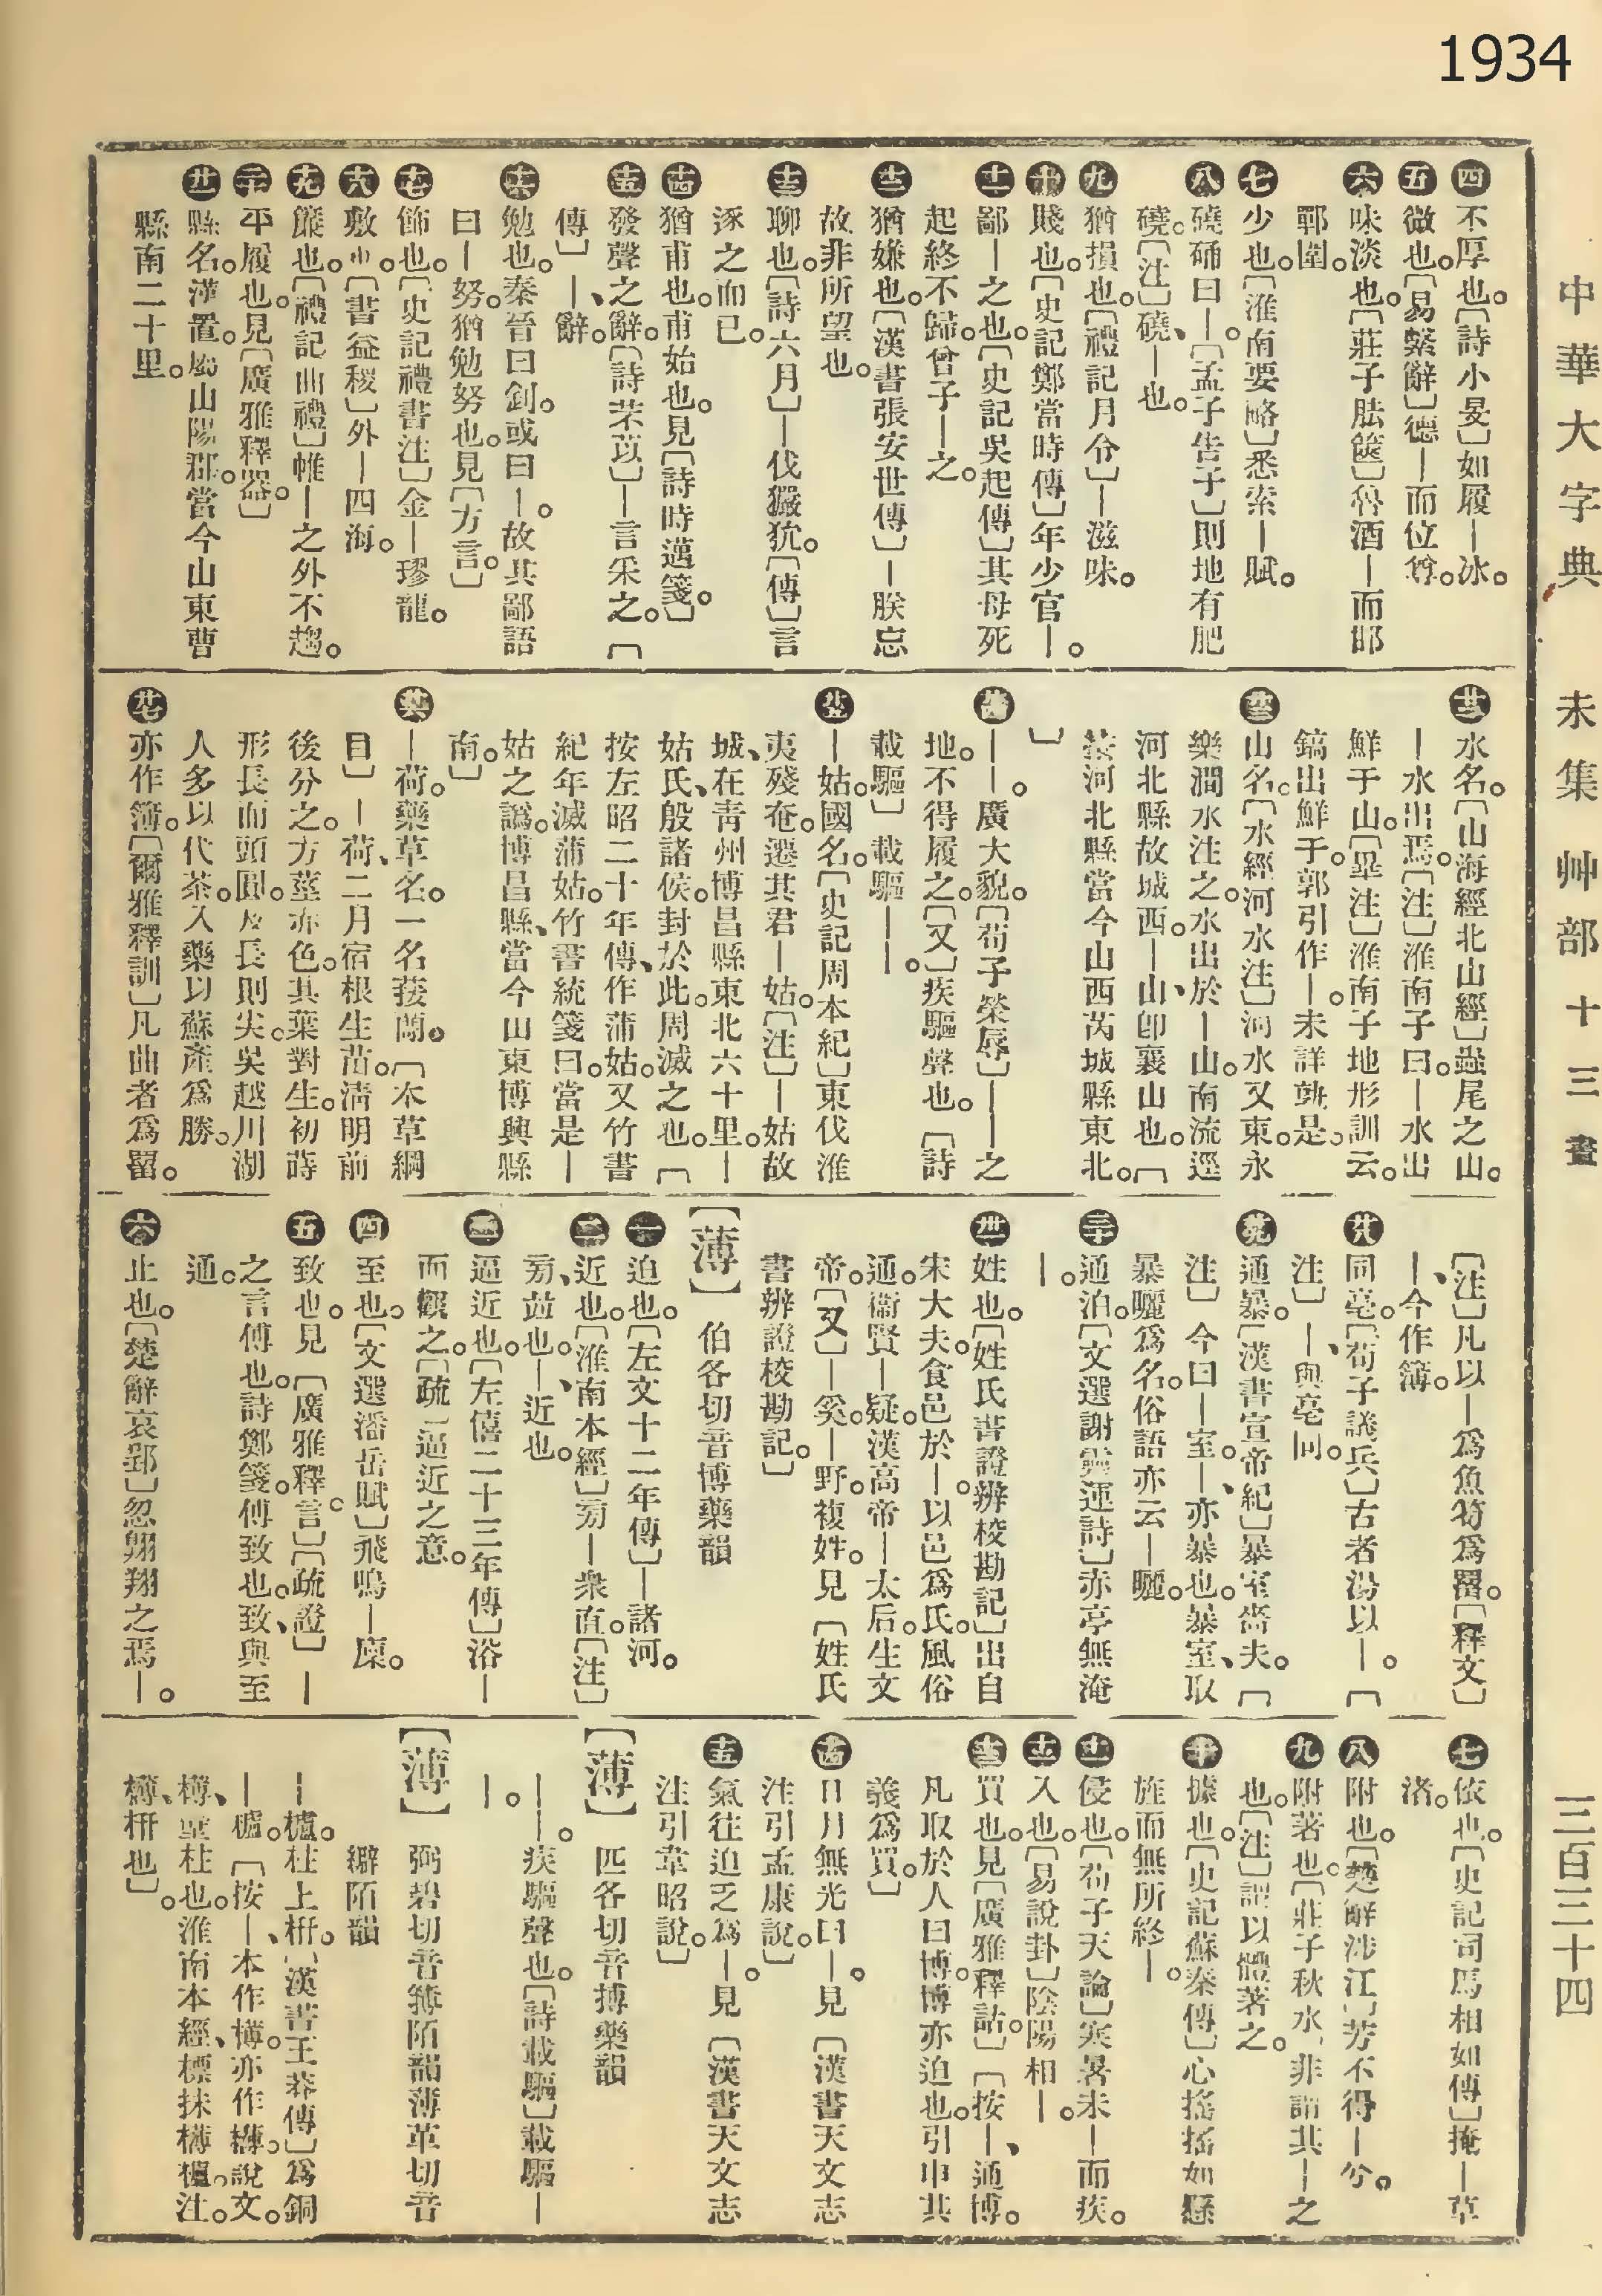 1934
中華大字典　未集　艸部　十三畫
三百三十四
㊃不厚也。〔詩小旻〕如履｜冰。
㊄微也。〔易繫辭〕德｜而位尊。
㊅味淡也。〔莊子胠篋〕魯酒｜而邯
鄲圍。
㊆少也。〔淮南要略〕悉索｜賦。
㊇磽确曰｜。〔孟子告子〕則地有肥
磽。〔注〕磽、｜也。
㊈猶損也。〔禮記月令〕｜滋味。
㊉賤也。〔史記鄭當時傳〕年少官｜。
⑪鄙｜之也。〔史記吳起傳〕其母死
起終不歸。曾子｜之。
⑫猶嫌也。〔漢書張安世傳〕｜朕忘
故。非所望也。
⑬聊也。〔詩六月〕｜伐玁狁。〔傳〕言
逐之而已。
⑭猶甫也。甫始也。見〔詩時邁箋。〕
⑮發聲之辭。〔詩芣苡〕｜言采之。〔
傳〕｜、辭。
⑯勉也。秦晉曰釗。或曰｜。故其鄙語
曰｜努。猶勉努也。見〔方言。〕
⑰飾也。〔史記禮書注〕金｜璆龍。
⑱敷也。〔書益稷〕外｜四海。
⑲簾也。〔禮記曲禮〕帷｜之外不趨。
⑳平履也。見〔廣雅釋器。〕
㉑縣名。漢置。屬山陽郡。當今山東曹
縣南二十里。
㉒水名。〔山海經北山經〕蠱尾之山。
｜水出焉。〔注〕淮南子曰。｜水出
鮮于山。〔畢注〕淮南子地形訓云。
鎬出鮮于。郭引作｜。未詳孰是。
㉓山名。〔水經河水注〕河水又東。永
樂澗水注之。水出於｜山。南流逕
河北縣故城西。｜山、卽襄山也。〔
按河北縣當今山西芮城縣東北。
〕
㉔｜｜。廣大貌。〔荀子榮辱〕｜｜之
地。不得履之。〔又〕疾驅聲也。〔詩
載驅〕載驅｜｜。
㉕｜姑。國名。〔史記周本紀〕東伐淮
夷殘奄。遷其君｜姑。〔注〕｜姑故
城、在靑州博昌縣東北六十里。｜
姑氏、殷諸侯。封於此。周滅之也。〔
按左昭二十年傳、作蒲姑。又竹書
紀年滅蒲姑。竹書統箋曰。當是｜
姑之譌。博昌縣、當今山東博興縣
南。〕
㉖｜荷。藥草名。一名菝䕅。〔本草綱
目〕｜荷、二月宿根生苗。淸明前
後分之。方莖赤色。其葉對生。初蒔
形長而頭圓。及長則尖。吳越川湖
人多以代茶。入藥以蘇產爲勝。
㉗亦作簿。〔爾雅釋訓〕凡曲者爲罶。
〔注〕凡以｜爲魚笱爲罶。〔釋文〕
｜、今作簿。
㉘同亳。〔荀子議兵〕古者湯以｜。〔
注〕｜、與亳同。
㉙通暴。〔漢書宣帝紀〕暴室嗇夫。〔
注〕今曰｜室。｜、亦暴也。暴室、取
暴曬爲名。俗語亦云｜曬。
㉚通泊。〔文選謝靈運詩〕亦亭無淹
｜。
㉛姓也。〔姓氏書證辨校勘記〕出自
宋大夫。食邑於｜。以邑爲氏。風俗
通。衞賢｜疑。漢高帝｜太后。生文
帝。〔又〕｜奚。｜野。複姓。見〔姓氏
書辨證校勘記。〕
【薄】　伯各切音博藥韻
㊀迫也。〔左文十二年傳〕｜諸河。
㊁近也。〔淮南本經〕旁｜衆直。〔注〕
旁、竝也。｜、近也。
㊂逼近也。〔左僖二十三年傳〕浴｜
而觀之。〔疏〕逼近之意。
㊃至也。〔文選潘岳賦〕飛鳴｜廩。
㊄致也。見〔廣雅釋言。〕〔疏證〕｜
之言傅也。詩鄭箋。傅致也。致、與至
通。
㊅止也。〔楚辭哀郢〕忽翺翔之焉｜。
㊆依也。〔史記司馬相如傳〕掩｜草
渚。
㊇附也。〔楚辭涉江〕芳不得｜兮。
㊈附著也。〔莊子秋水〕非謂其｜之
也。〔注〕謂以體著之。
㊉據也。〔史記蘇秦傳〕心搖搖如懸
旌而無所終｜。
⑪侵也。〔荀子天論〕寒暑未｜而疾。
⑫入也。〔易說卦〕陰陽相｜。
⑬買也。見〔廣雅釋詁。〕〔按｜、通博。
凡取於人曰博。博亦迫也。引申其
義爲買。〕
⑭日月無光曰｜。見〔漢書天文志
注引孟康說。〕
⑮氣往迫之爲｜。見〔漢書天文志
注引韋昭說。〕
【薄】　匹各切音搏藥韻
｜｜。疾驅聲也。〔詩載驅〕載驅｜
｜。
【薄】　弼碧切音𥴬陌韻薄革切音
繴陌韻
｜櫨。柱上枅。〔漢書王莽傳〕爲銅
｜櫨。〔按｜、本作欂。亦作欂。說文。
欂、壁柱也。淮南本經、標抹欂櫨。注。
欂、枅也〕。